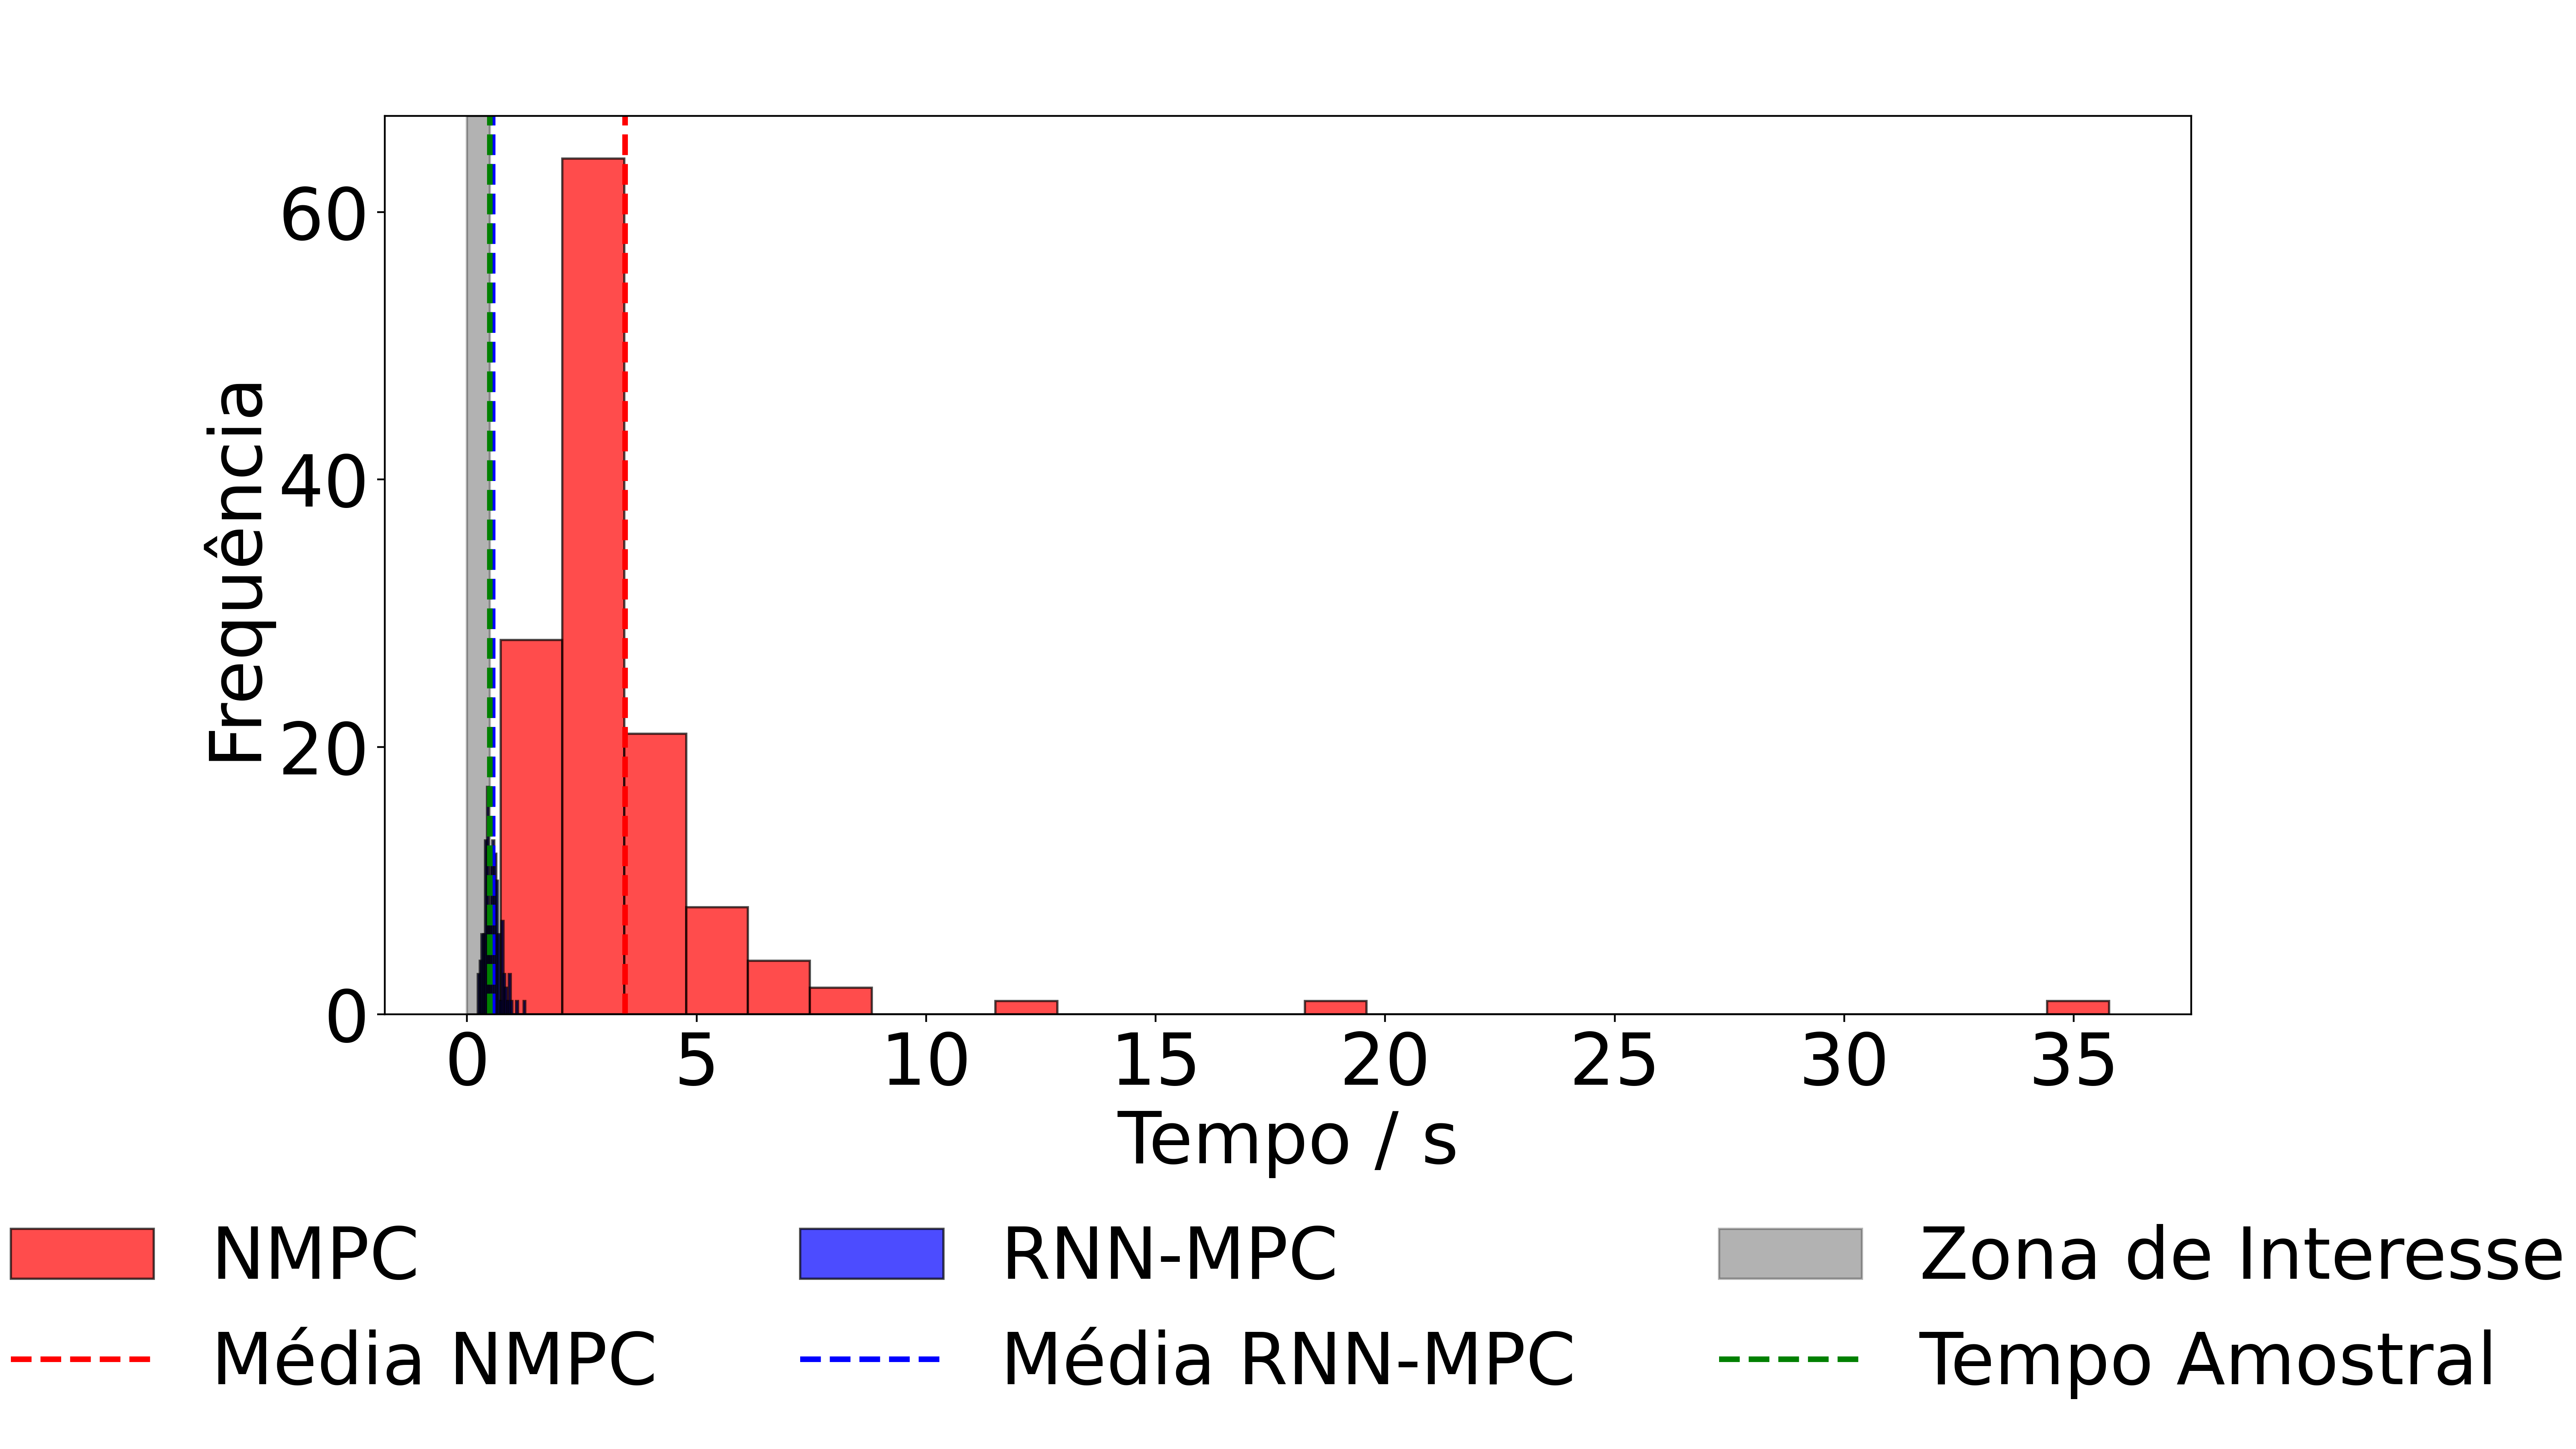 Frequência
60
40
20
0
0 5 10 15 20 25 30 35
Tempo / s
NMPC RNN-MPC Zona de Interesse
Média NMPC Média RNN-MPC Tempo Amostral